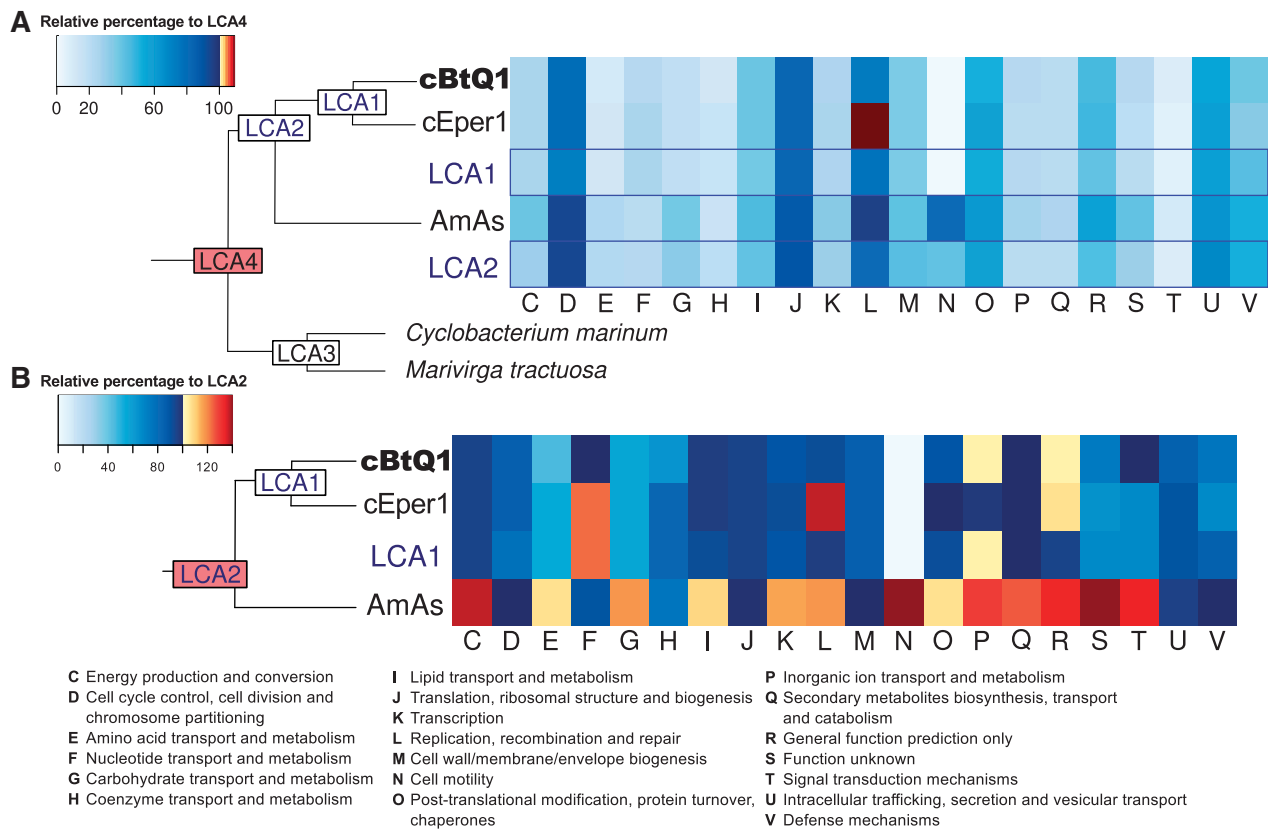 A Relative percentage to LCA4
0 20 60 100
cBtQ1
LCA1
cEper1
LCA2
LCA1
AmAs
LCA4
LCA2
C D E F G H I J K L M N O P Q R S T U V
Cyclobacterium marinum
LCA3
Marivirga tractuosa
B Relative percentage to LCA2
0 40 80 120
cBtQ1
LCA1
cEper1
LCA1
LCA2
AmAs
C D E F G H I J K L M N O P Q R S T U V
C Energy production and conversion
D Cell cycle control, cell division and
chromosome partitioning
E Amino acid transport and metabolism
F Nucleotide transport and metabolism
G Carbohydrate transport and metabolism
H Coenzyme transport and metabolism
I Lipid transport and metabolism
J Translation, ribosomal structure and biogenesis
K Transcription
L Replication, recombination and repair
M Cell wall/membrane/envelope biogenesis
N Cell motility
O Post-translational modification, protein turnover,
chaperones
P Inorganic ion transport and metabolism
Q Secondary metabolites biosynthesis, transport
and catabolism
R General function prediction only
S Function unknown
T Signal transduction mechanisms
U Intracellular trafficking, secretion and vesicular transport
V Defense mechanisms